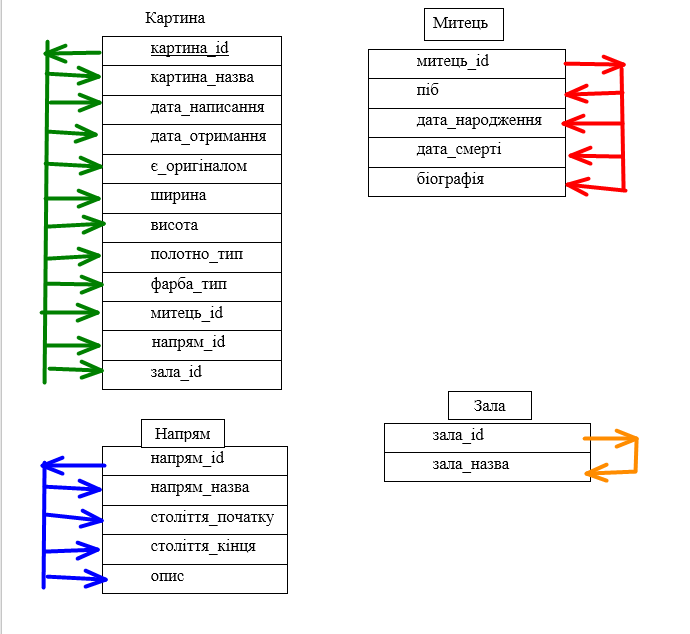 Картина
картина_id
картина_назва
дата_написання
дата_отримання
є_оригіналом
ширина
висота
полотно_тип
фарба_тип
митець_id
напрям_id
зала_id
Митець
митець_id
піб
дата_народження
дата_смерті
біографія
Напрям
напрям_id
напрям_назва
століття_початку
століття_кінця
опис
Зала
зала_id
зала_назва